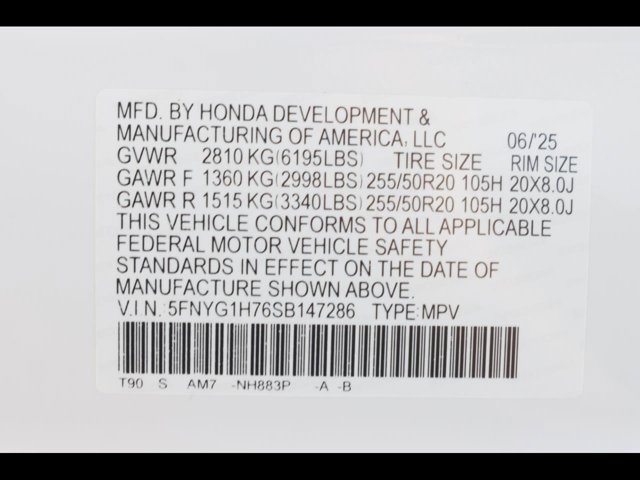 MFD. BY HONDA DEVELOPMENT &
MANUFACTURING OF AMERICA, LLC 06/'25
GVWR 2810 KG(6195LBS) TIRE SIZE RIM SIZE
GAWR F 1360 KG(2998LBS) 255/50R20 105H 20X8.0J
GAWR R 1515 KG(3340LBS) 255/50R20 105H 20X8.0J
THIS VEHICLE CONFORMS TO ALL APPLICABLE
FEDERAL MOTOR VEHICLE SAFETY
STANDARDS IN EFFECT ON THE DATE OF
MANUFACTURE SHOWN ABOVE.
V.I.N.: 5FNYG1H76SB147286 TYPE:MPV
T90 S AM7 -NH883P -A -B